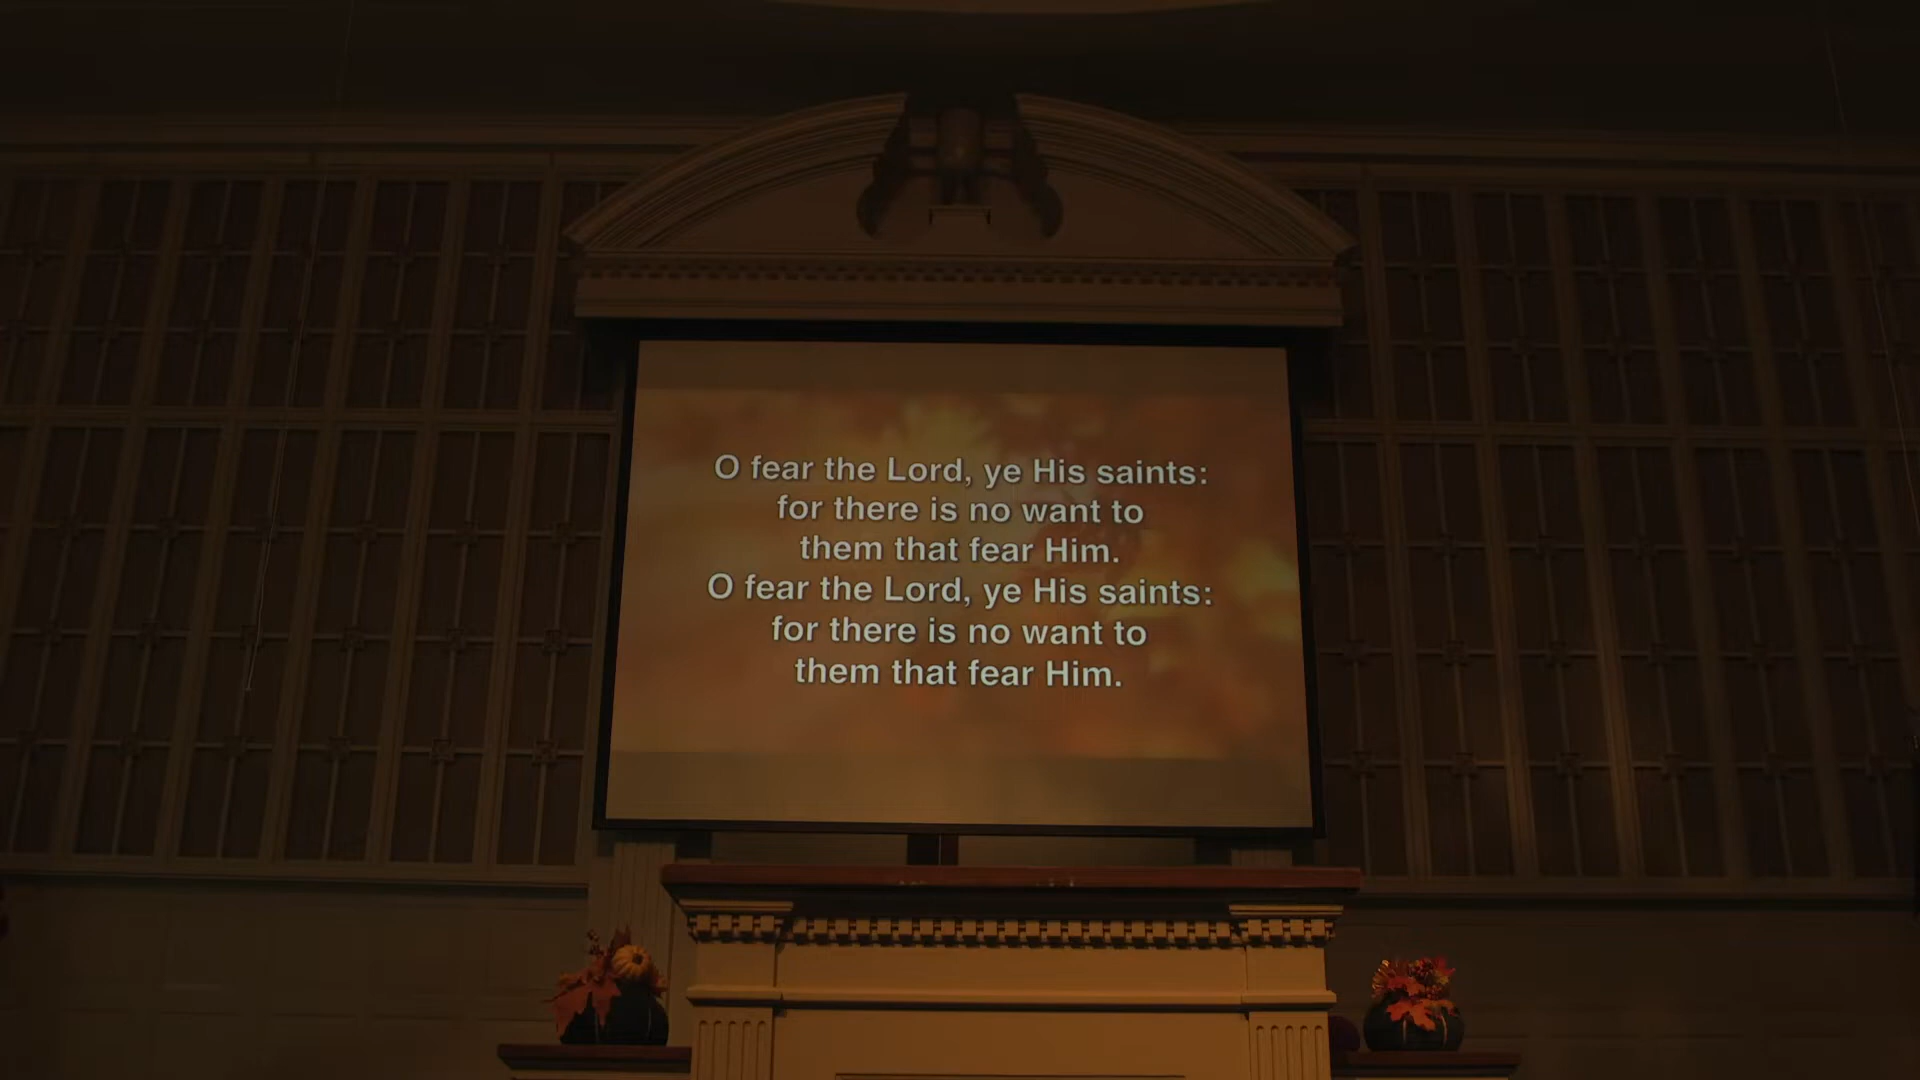 O fear the Lord, ye His saints:
for there is no want to
them that fear Him.
O fear the Lord, ye His saints:
for there is no want to
them that fear Him.